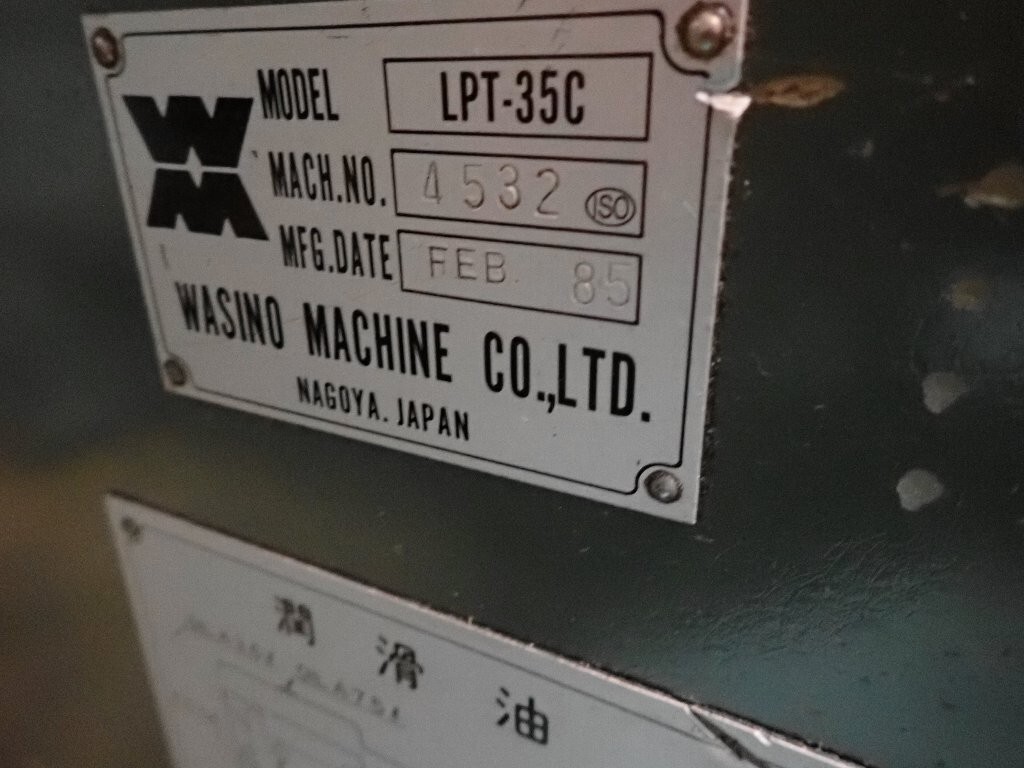 MODEL LPT-35C
MACH.NO. 4532 ISO
MFG.DATE FEB. 85
WASINO MACHINE CO.,LTD.
NAGOYA. JAPAN
潤滑油